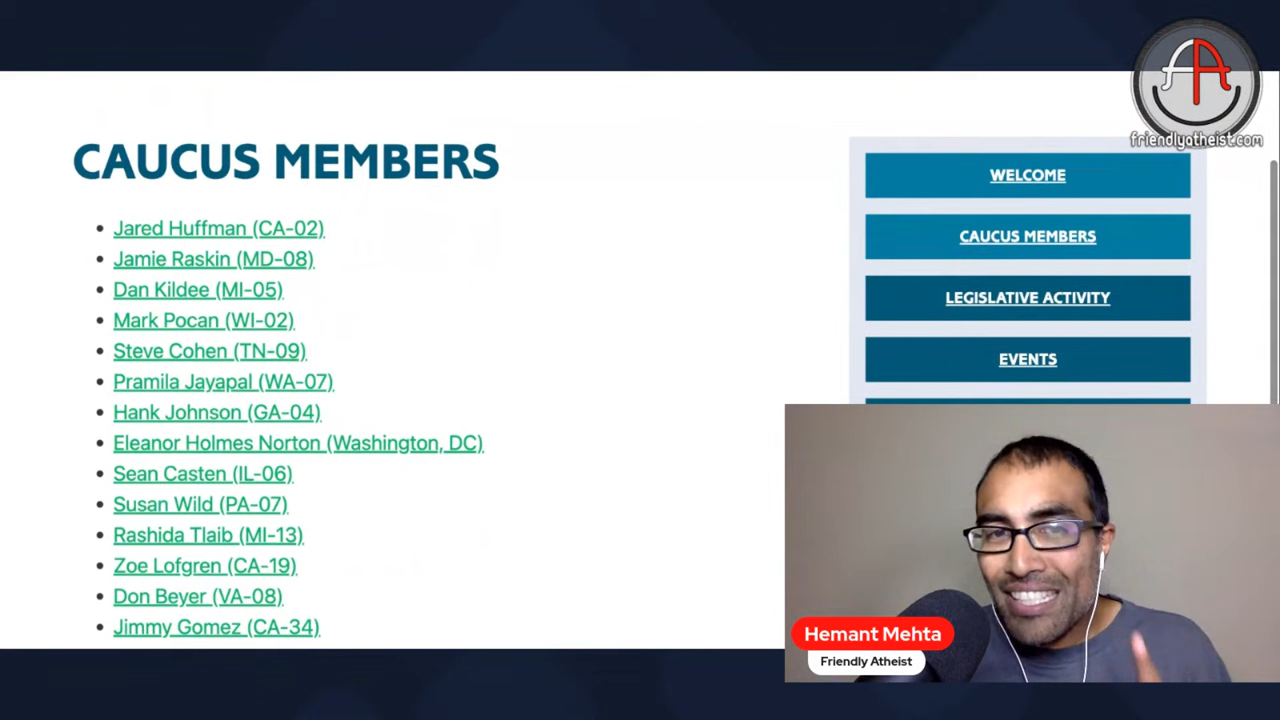 friendlyatheist.com
CAUCUS MEMBERS
Jared Huffman (CA-02)
Jamie Raskin (MD-08)
Dan Kildee (MI-05)
Mark Pocan (WI-02)
Steve Cohen (TN-09)
Pramila Jayapal (WA-07)
Hank Johnson (GA-04)
Eleanor Holmes Norton (Washington, DC)
Sean Casten (IL-06)
Susan Wild (PA-07)
Rashida Tlaib (MI-13)
Zoe Lofgren (CA-19)
Don Beyer (VA-08)
Jimmy Gomez (CA-34)
WELCOME
CAUCUS MEMBERS
LEGISLATIVE ACTIVITY
EVENTS
Hemant Mehta
Friendly Atheist